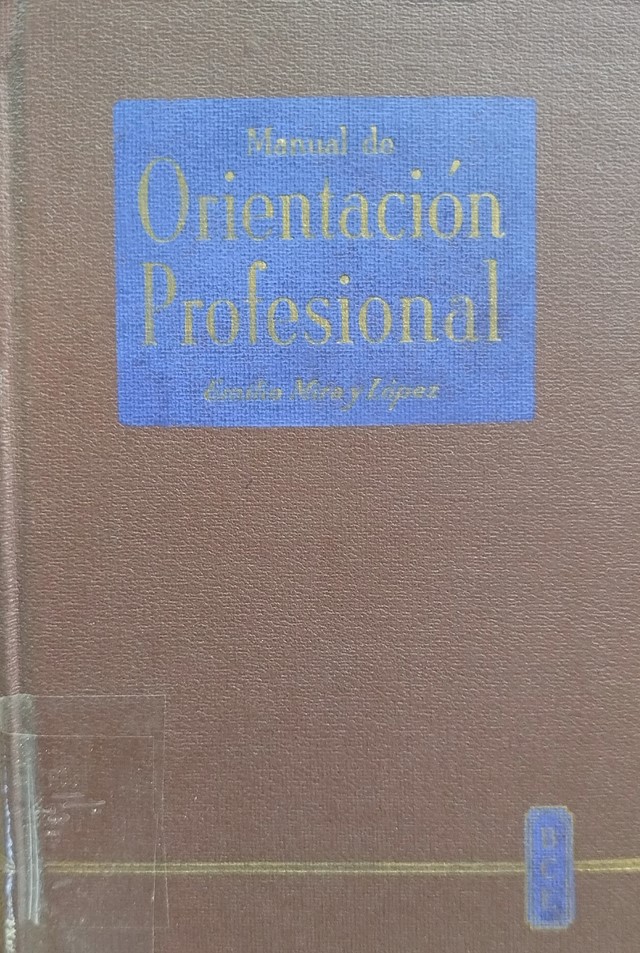 Manual de
Orientación
Profesional
Emilio Mira y López